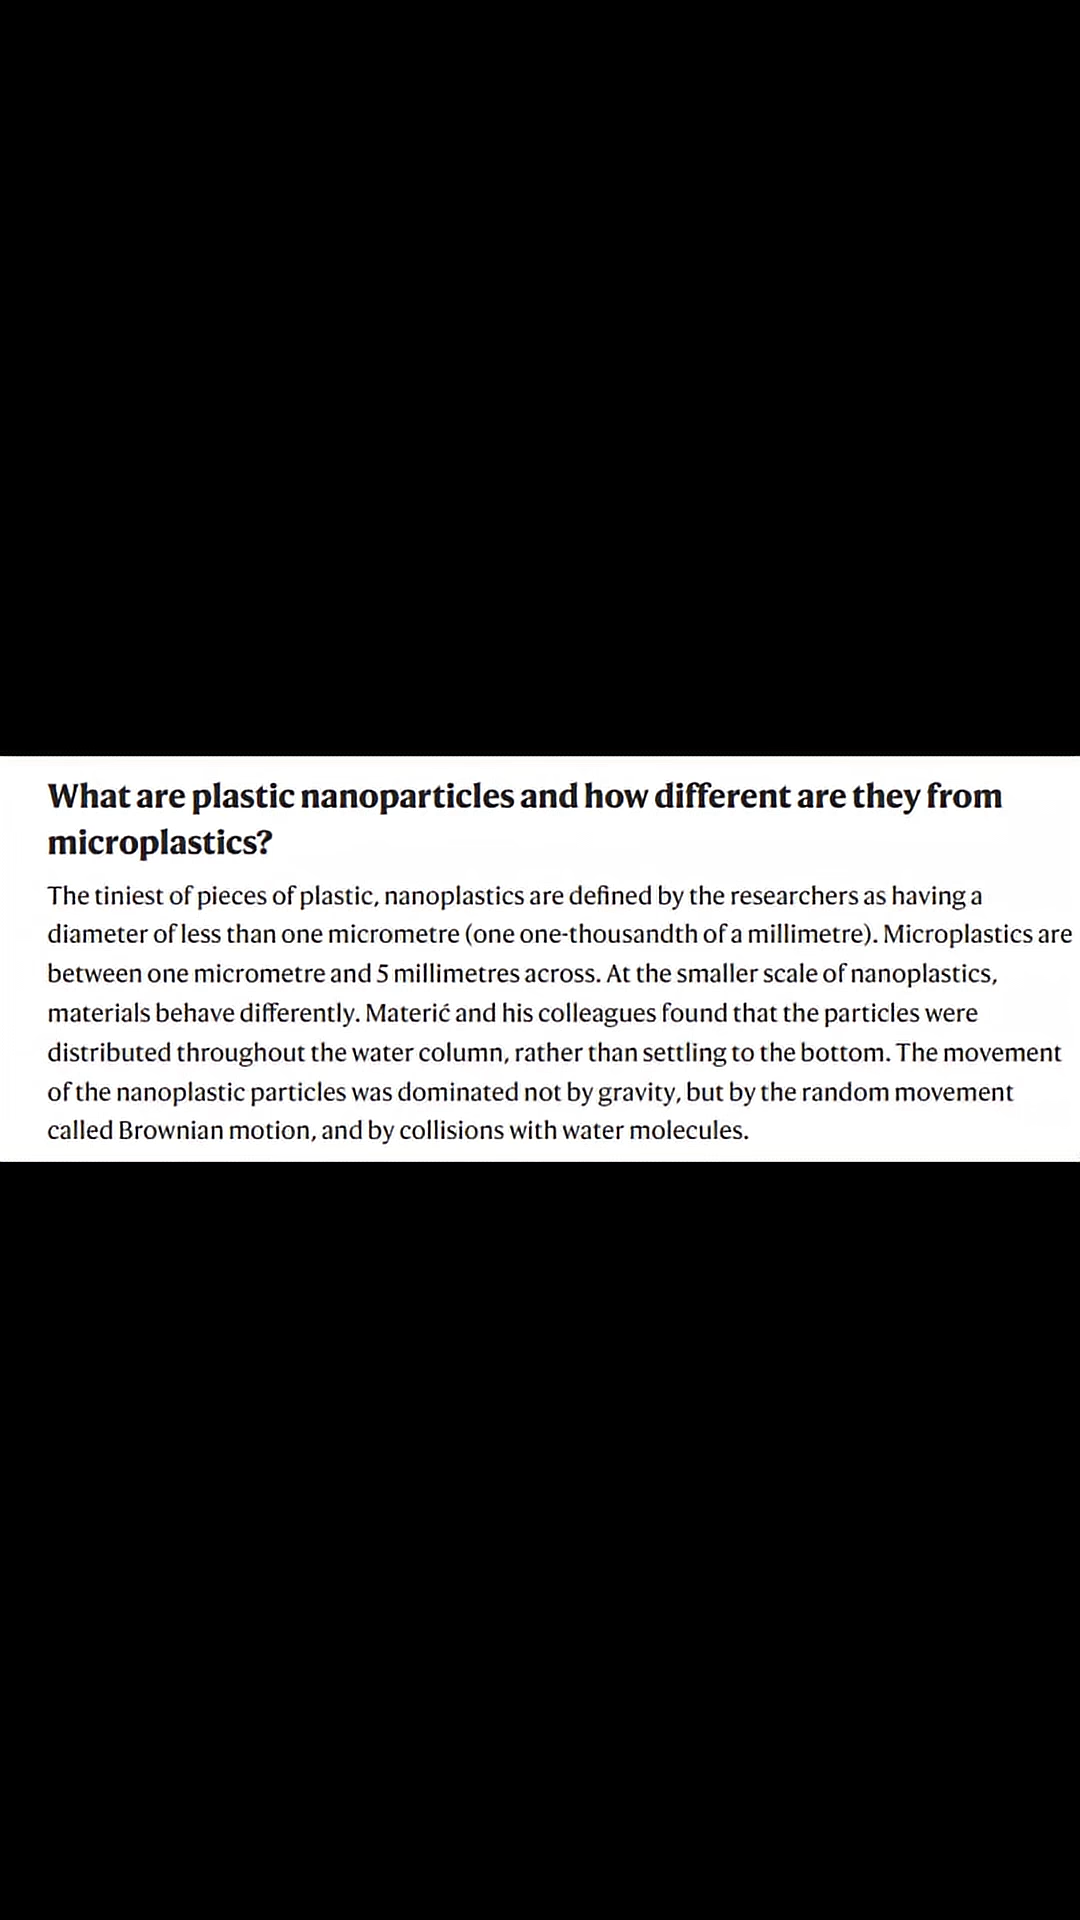 What are plastic nanoparticles and how different are they from
microplastics?
The tiniest of pieces of plastic, nanoplastics are defined by the researchers as having a
diameter of less than one micrometre (one one-thousandth of a millimetre). Microplastics are
between one micrometre and 5 millimetres across. At the smaller scale of nanoplastics,
materials behave differently. Materić and his colleagues found that the particles were
distributed throughout the water column, rather than settling to the bottom. The movement
of the nanoplastic particles was dominated not by gravity, but by the random movement
called Brownian motion, and by collisions with water molecules.